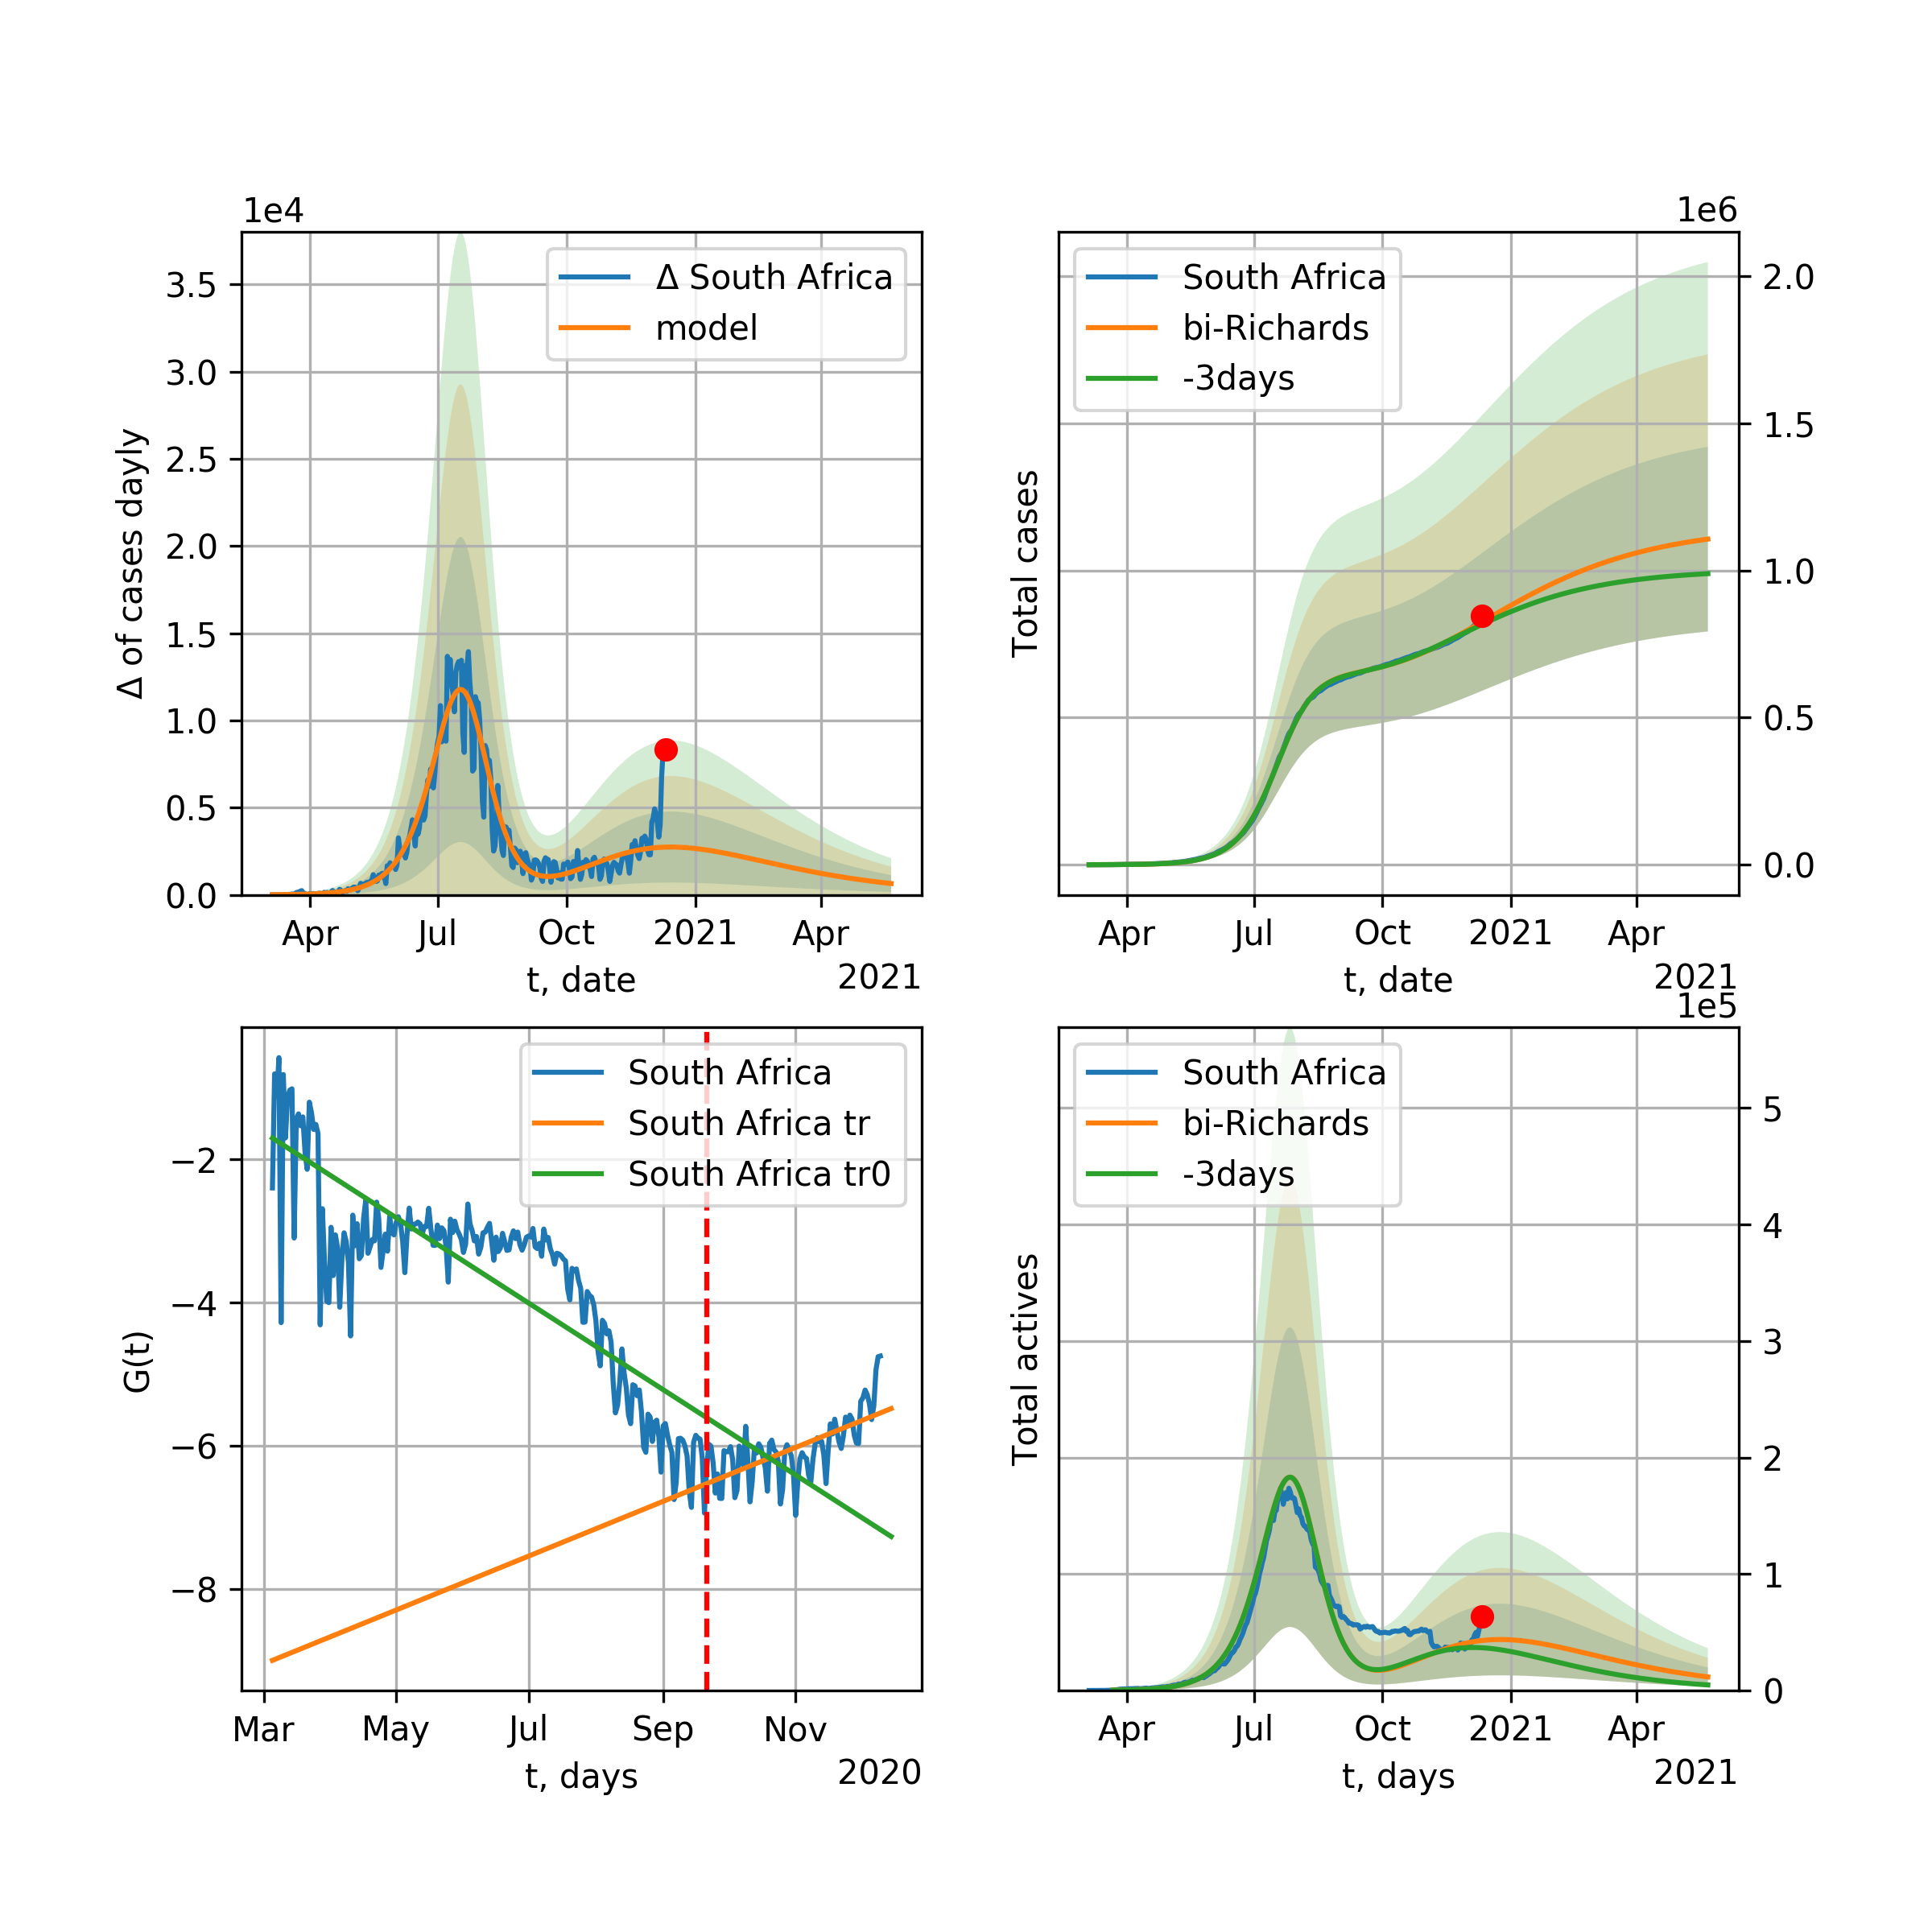 1e4
Δ South Africa
model
3.5
3.0
2.5
2.0
1.5
1.0
0.5
0.0
Δ of cases dayly
Apr
Jul
Oct
2021
Apr
t, date
2021
1e6
South Africa
bi-Richards
-3days
2.0
1.5
1.0
0.5
0.0
Total cases
Apr
Jul
Oct
2021
Apr
t, date
2021
South Africa
South Africa tr
South Africa tr0
−2
−4
−6
−8
G(t)
Mar
May
Jul
Sep
Nov
t, days
2020
1e5
South Africa
bi-Richards
-3days
5
4
3
2
1
0
Total actives
Apr
Jul
Oct
2021
Apr
t, days
2021